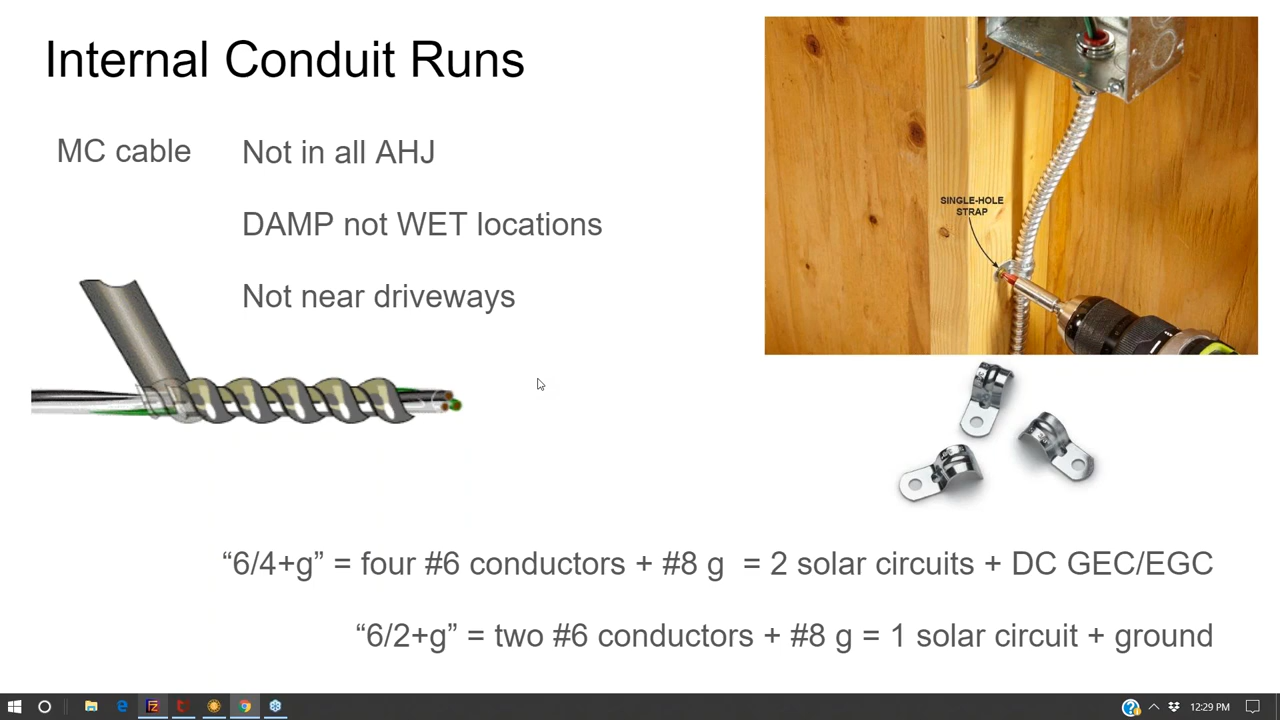 Internal Conduit Runs
MC cable
Not in all AHJ
DAMP not WET locations
Not near driveways
SINGLE-HOLE
STRAP
“6/4+g” = four #6 conductors + #8 g = 2 solar circuits + DC GEC/EGC
“6/2+g” = two #6 conductors + #8 g = 1 solar circuit + ground
12:29 PM